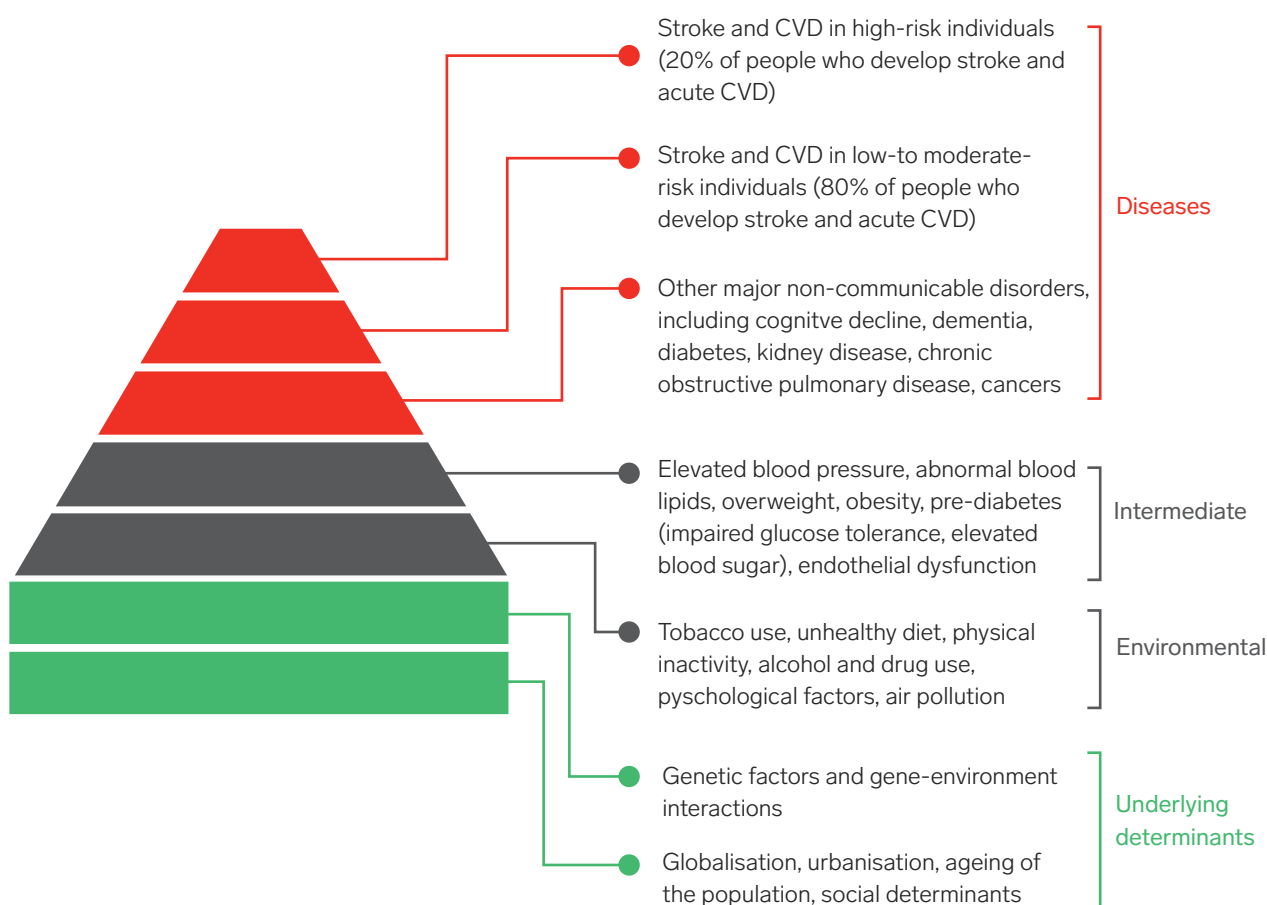 Stroke and CVD in high-risk individuals
(20% of people who develop stroke and
acute CVD)
Stroke and CVD in low-to moderate-
risk individuals (80% of people who
develop stroke and acute CVD)
Diseases
Other major non-communicable disorders,
including cognitve decline, dementia,
diabetes, kidney disease, chronic
obstructive pulmonary disease, cancers
Elevated blood pressure, abnormal blood
lipids, overweight, obesity, pre-diabetes
(impaired glucose tolerance, elevated
blood sugar), endothelial dysfunction
Intermediate
Tobacco use, unhealthy diet, physical
inactivity, alcohol and drug use,
pyschological factors, air pollution
Environmental
Genetic factors and gene-environment
interactions
Underlying
determinants
Globalisation, urbanisation, ageing of
the population, social determinants